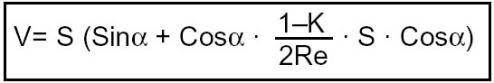 V= S (Sinα + Cosα · 1–K/2Re · S · Cosα)